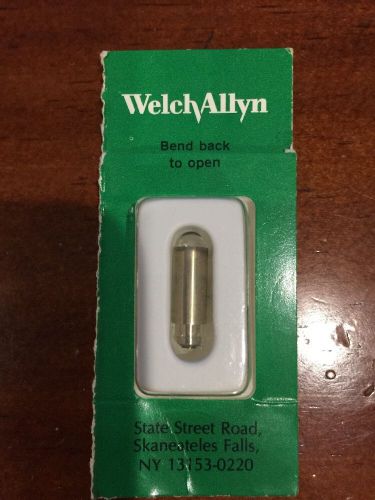 WelchAllyn
Bend back
to open
State Street Road,
Skaneateles Falls,
NY 13153-0220